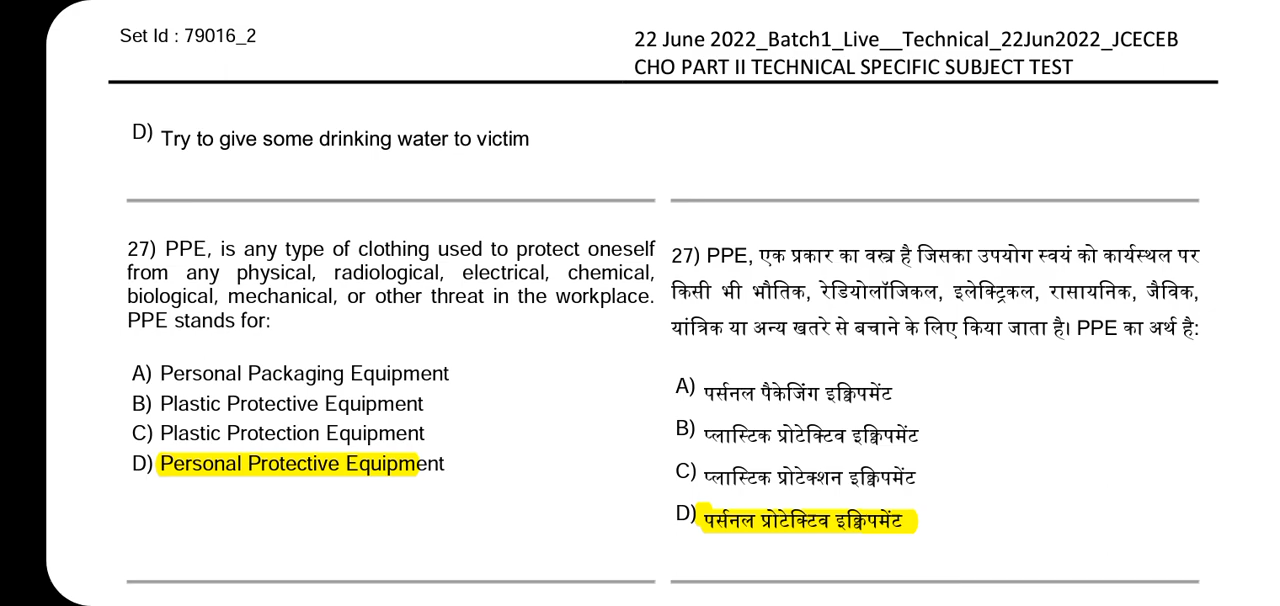 Set Id : 79016_2
22 June 2022_Batch1_Live__Technical_22Jun2022_JCECEB
CHO PART II TECHNICAL SPECIFIC SUBJECT TEST
D) Try to give some drinking water to victim
27) PPE, is any type of clothing used to protect oneself
from any physical, radiological, electrical, chemical,
biological, mechanical, or other threat in the workplace.
PPE stands for:
A) Personal Packaging Equipment
B) Plastic Protective Equipment
C) Plastic Protection Equipment
D) Personal Protective Equipment
27) PPE, एक प्रकार का वस्त्र है जिसका उपयोग स्वयं को कार्यस्थल पर
किसी भी भौतिक, रेडियोलॉजिकल, इलेक्ट्रिकल, रासायनिक, जैविक,
यांत्रिक या अन्य खतरे से बचाने के लिए किया जाता है। PPE का अर्थ है:
A) पर्सनल पैकेजिंग इक्विपमेंट
B) प्लास्टिक प्रोटेक्टिव इक्विपमेंट
C) प्लास्टिक प्रोटेक्शन इक्विपमेंट
D) पर्सनल प्रोटेक्टिव इक्विपमेंट